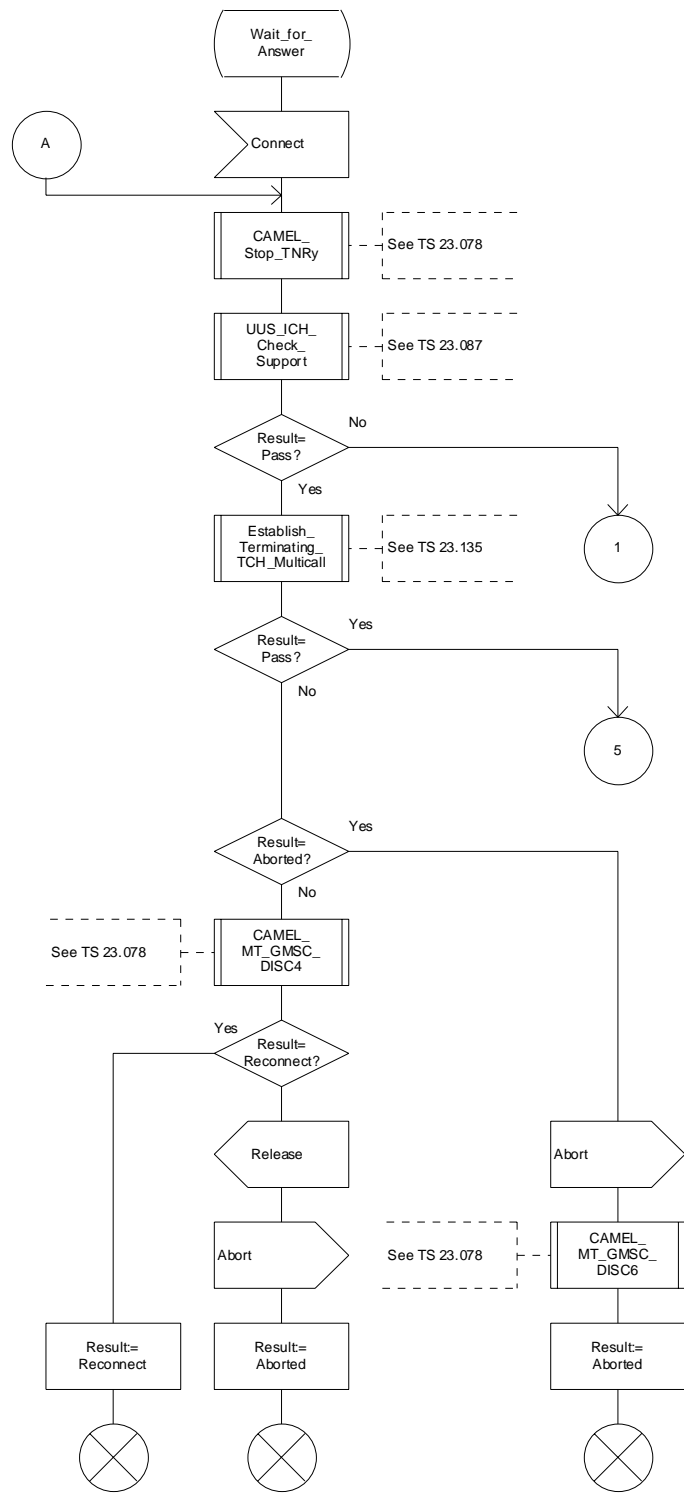 Wait_for_
Answer
A
Connect
CAMEL_
Stop_TNRy
See TS 23.078
UUS_ICH_
Check_
Support
See TS 23.087
Result=
Pass?
No
Yes
Establish_
Terminating_
TCH_Multicall
See TS 23.135
1
Result=
Pass?
Yes
No
5
Result=
Aborted?
Yes
No
See TS 23.078
CAMEL_
MT_GMSC_
DISC4
Yes
Result=
Reconnect?
Release
Abort
Abort
See TS 23.078
CAMEL_
MT_GMSC_
DISC6
Result:=
Reconnect
Result:=
Aborted
Result:=
Aborted